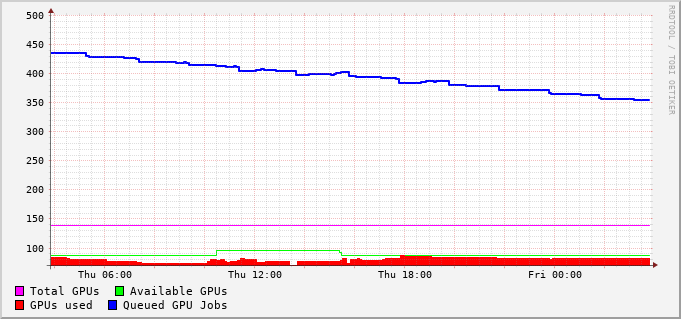 500
450
400
350
300
250
200
150
100
Thu 06:00 Thu 12:00 Thu 18:00 Fri 00:00
Total GPUs Available GPUs
GPUs used Queued GPU Jobs
RRDTOOL / TOBI OETIKER